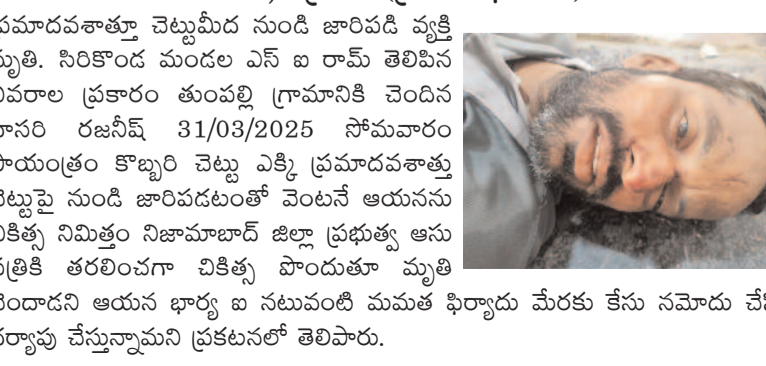 ప్రమాదవశాత్తూ చెట్టుమీద నుండి జారిపడి వ్యక్తి
మృతి. సిరికొండ మండల ఎస్ ఐ రామ్ తెలిపిన
వివరాల ప్రకారం తుంపల్లి గ్రామానికి చెందిన
రజనీష్ 31/03/2025 సోమవారం
సాయంత్రం కొబ్బరి చెట్టు ఎక్కి ప్రమాదవశాత్తు
చెట్టుపై నుండి జారిపడటంతో వెంటనే ఆయనను
చికిత్స నిమిత్తం నిజామాబాద్ జిల్లా ప్రభుత్వ ఆసు
పత్రికి తరలించగా చికిత్స పొందుతూ మృతి
చెందాడని ఆయన భార్య ఐ నటువంటి మమత ఫిర్యాదు మేరకు కేసు నమోదు చేసి
దర్యాపు చేస్తున్నామని ప్రకటనలో తెలిపారు.